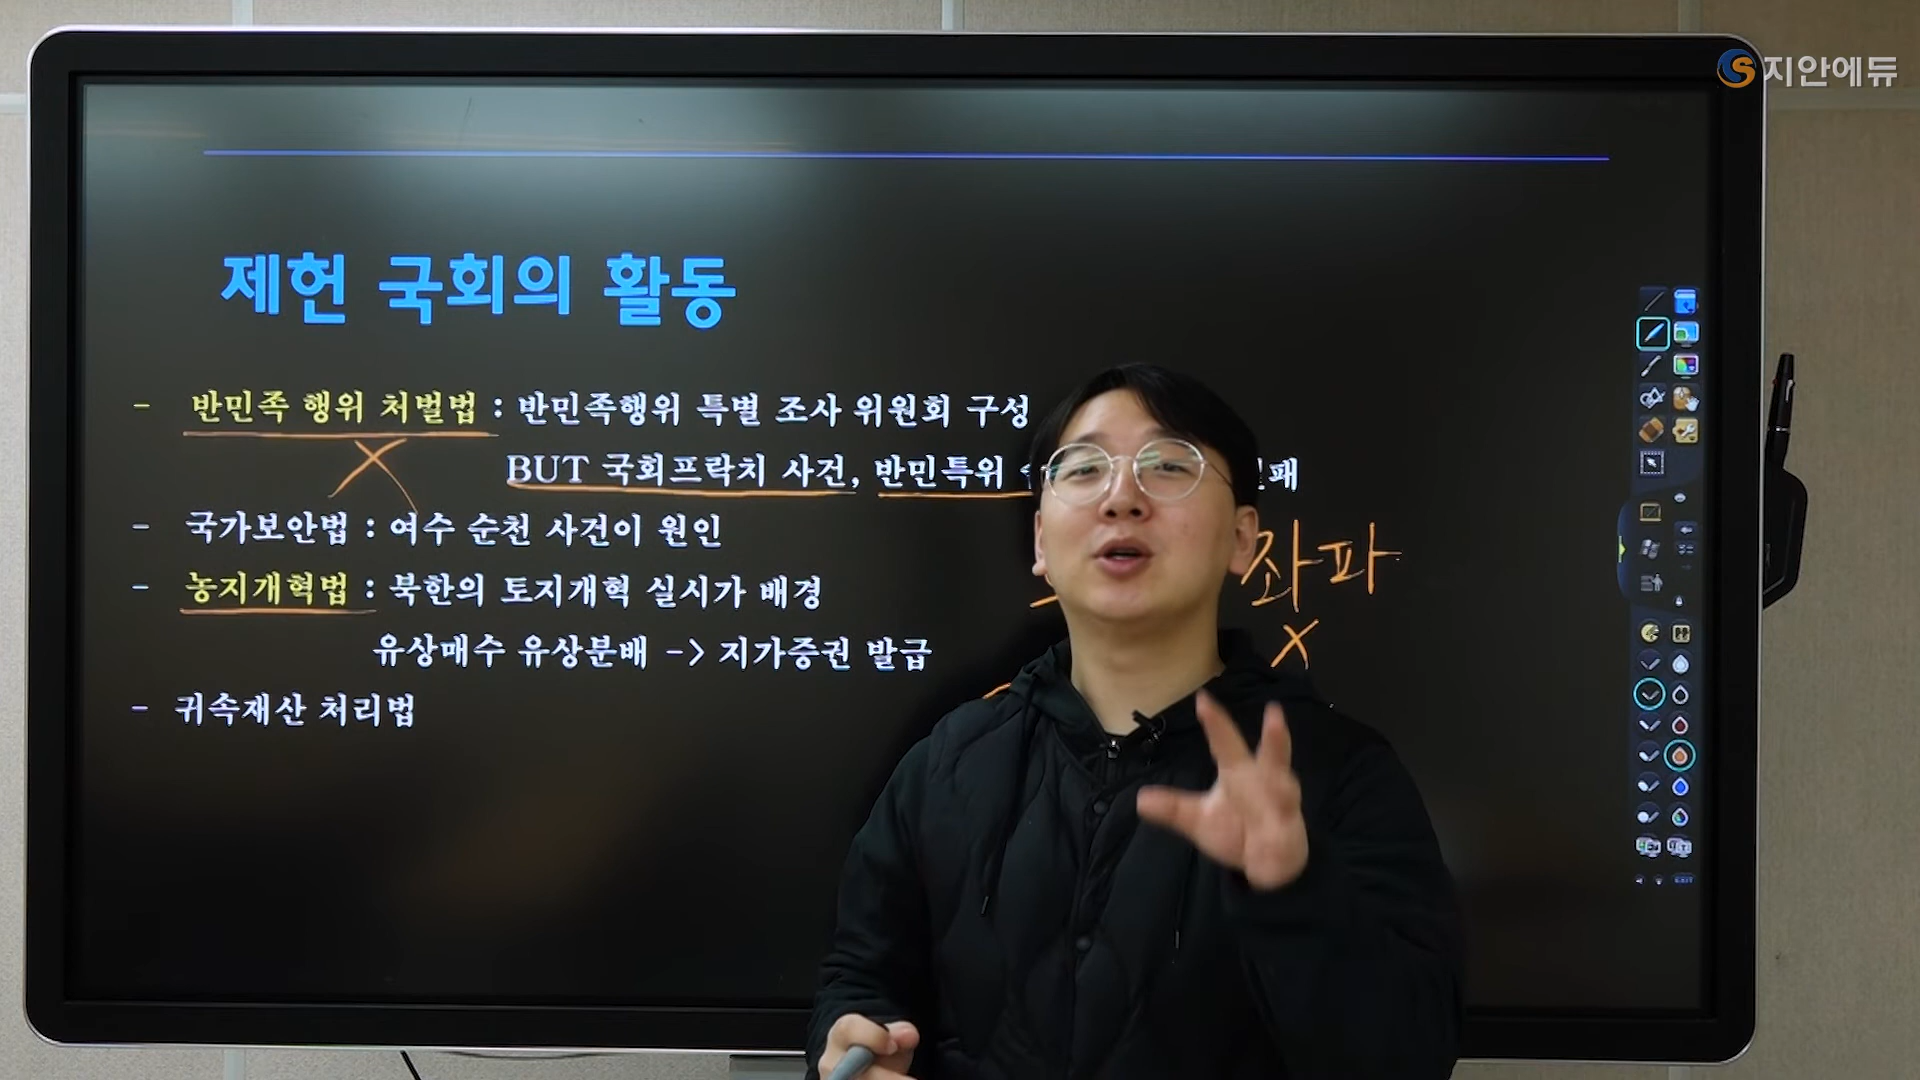 지안에듀
제헌 국회의 활동
- 반민족 행위 처벌법 : 반민족행위 특별 조사 위원회 구성
BUT 국회프락치 사건, 반민특위
- 국가보안법 : 여수 순천 사건이 원인
좌파
- 농지개혁법 : 북한의 토지개혁 실시가 배경
X
유상매수 유상분배 -> 지가증권 발급
- 귀속재산 처리법